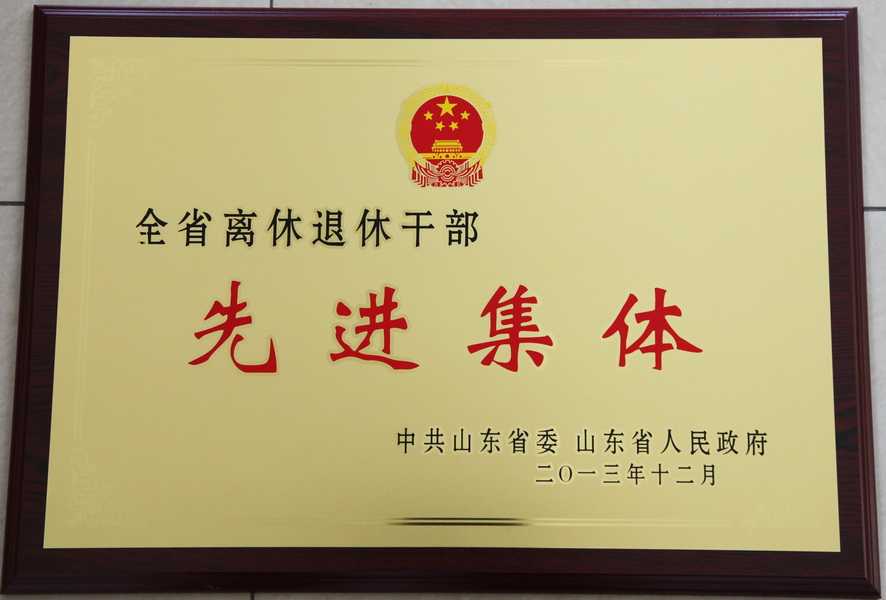 全省离休退休干部
先进集体
中共山东省委 山东省人民政府
二〇一三年十二月